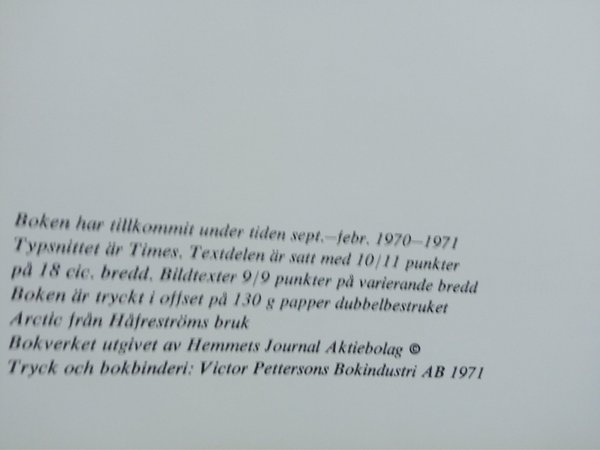 Boken har tillkommit under tiden sept.–febr. 1970–1971
Typsnittet är Times. Textdelen är satt med 10/11 punkter
på 18 cic. bredd. Bildtexter 9/9 punkter på varierande bredd
Boken är tryckt i offset på 130 g papper dubbelbestruket
Arctic från Håfreströms bruk
Bokverket utgivet av Hemmets Journal Aktiebolag ©
Tryck och bokbinderi: Victor Pettersons Bokindustri AB 1971